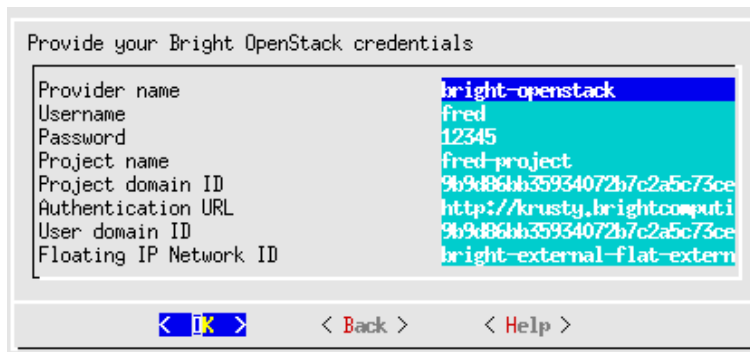 Provide your Bright OpenStack credentials
Provider name bright-openstack
Username fred
Password 12345
Project name fred-project
Project domain ID 9b9d86bb35934072b7c2a5c73ce
Authentication URL http://krusty.brightcomputi
User domain ID 9b9d86bb35934072b7c2a5c73ce
Floating IP Network ID bright-external-flat-extern
< OK > < Back > < Help >